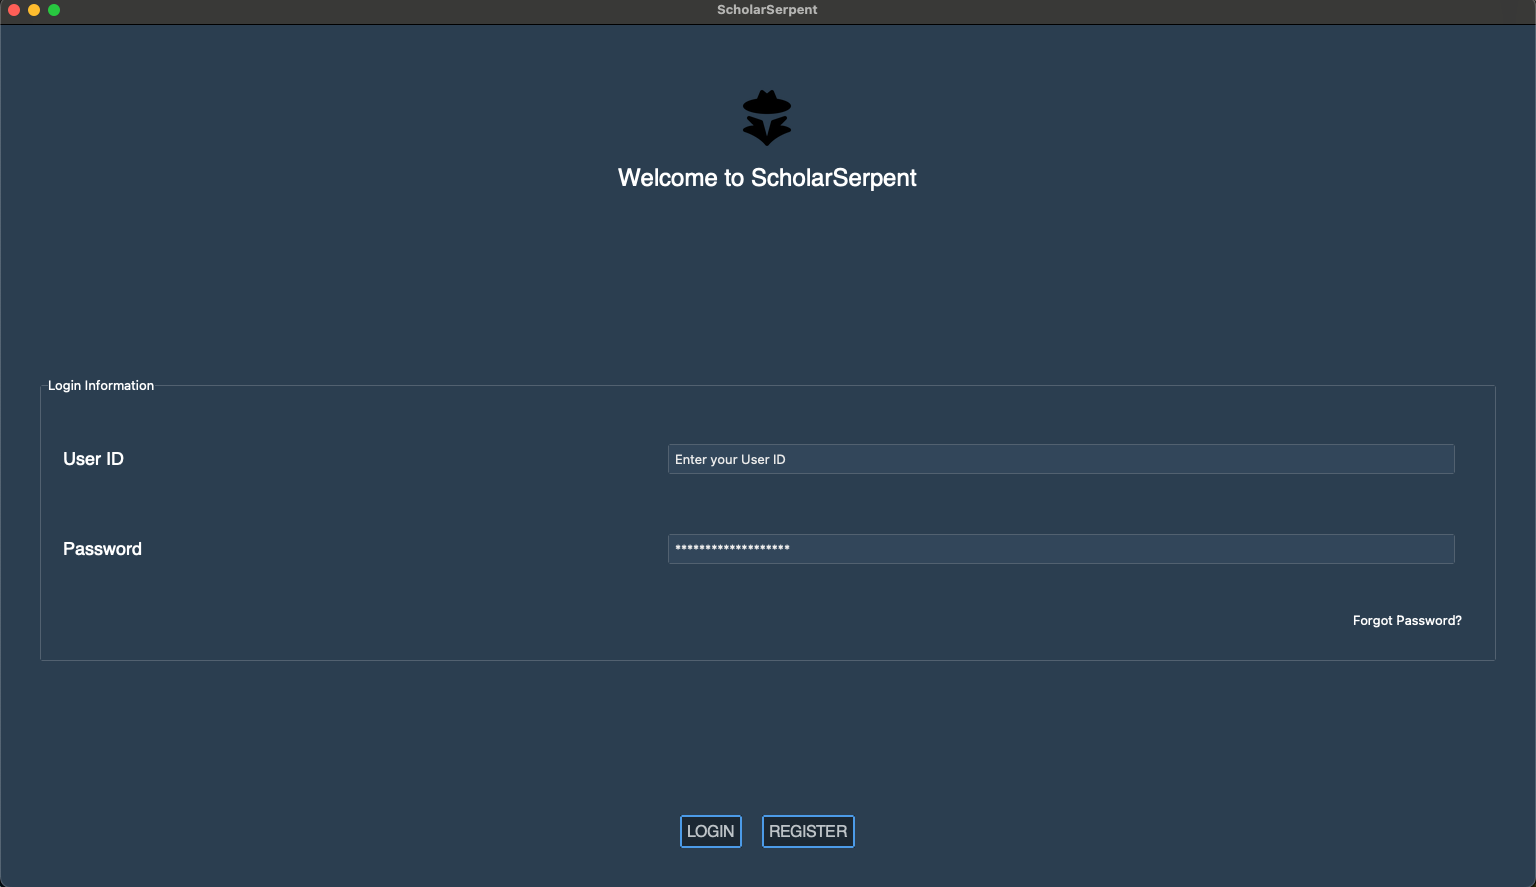 ScholarSerpent
Welcome to ScholarSerpent
Login Information
User ID
Enter your User ID
Password
*******************
Forgot Password?
LOGIN
REGISTER